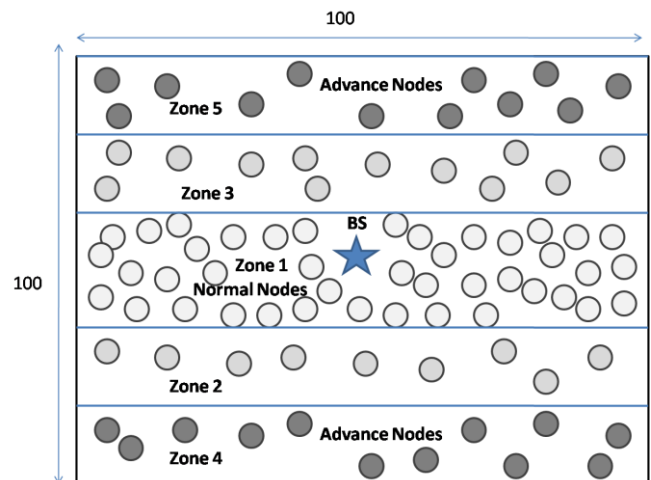 100
Advance Nodes
Zone 5
Zone 3
BS
100
Zone 1
Normal Nodes
Zone 2
Advance Nodes
Zone 4